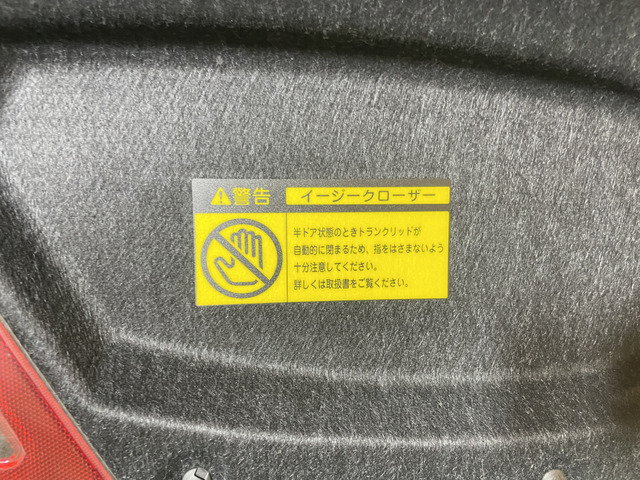 警告 イージークローザー
半ドア状態のときトランクリッドが
自動的に閉まるため、指をはさまないよう
十分注意してください。
詳しくは取扱書をご覧ください。